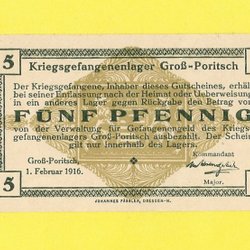 5
Kriegsgefangenenlager Groß-Poritsch
Der Kriegsgefangene, Inhaber dieses Gutscheines, erhält
bei seiner Entlassung nach der Heimat oder Ueberweisung
in ein anderes Lager gegen Rückgabe den Betrag von
FÜNF PFENNIG
von der Verwaltung für Gefangenengeld des Kriegs-
gefangenenlagers Groß-Poritsch ausbezahlt. Der Schein
gilt nur innerhalb des Lagers.
Groß-Poritsch,
1. Februar 1916.
Kommandant
Major.
5
5
JOHANNES PÄSSLER, DRESDEN-N.